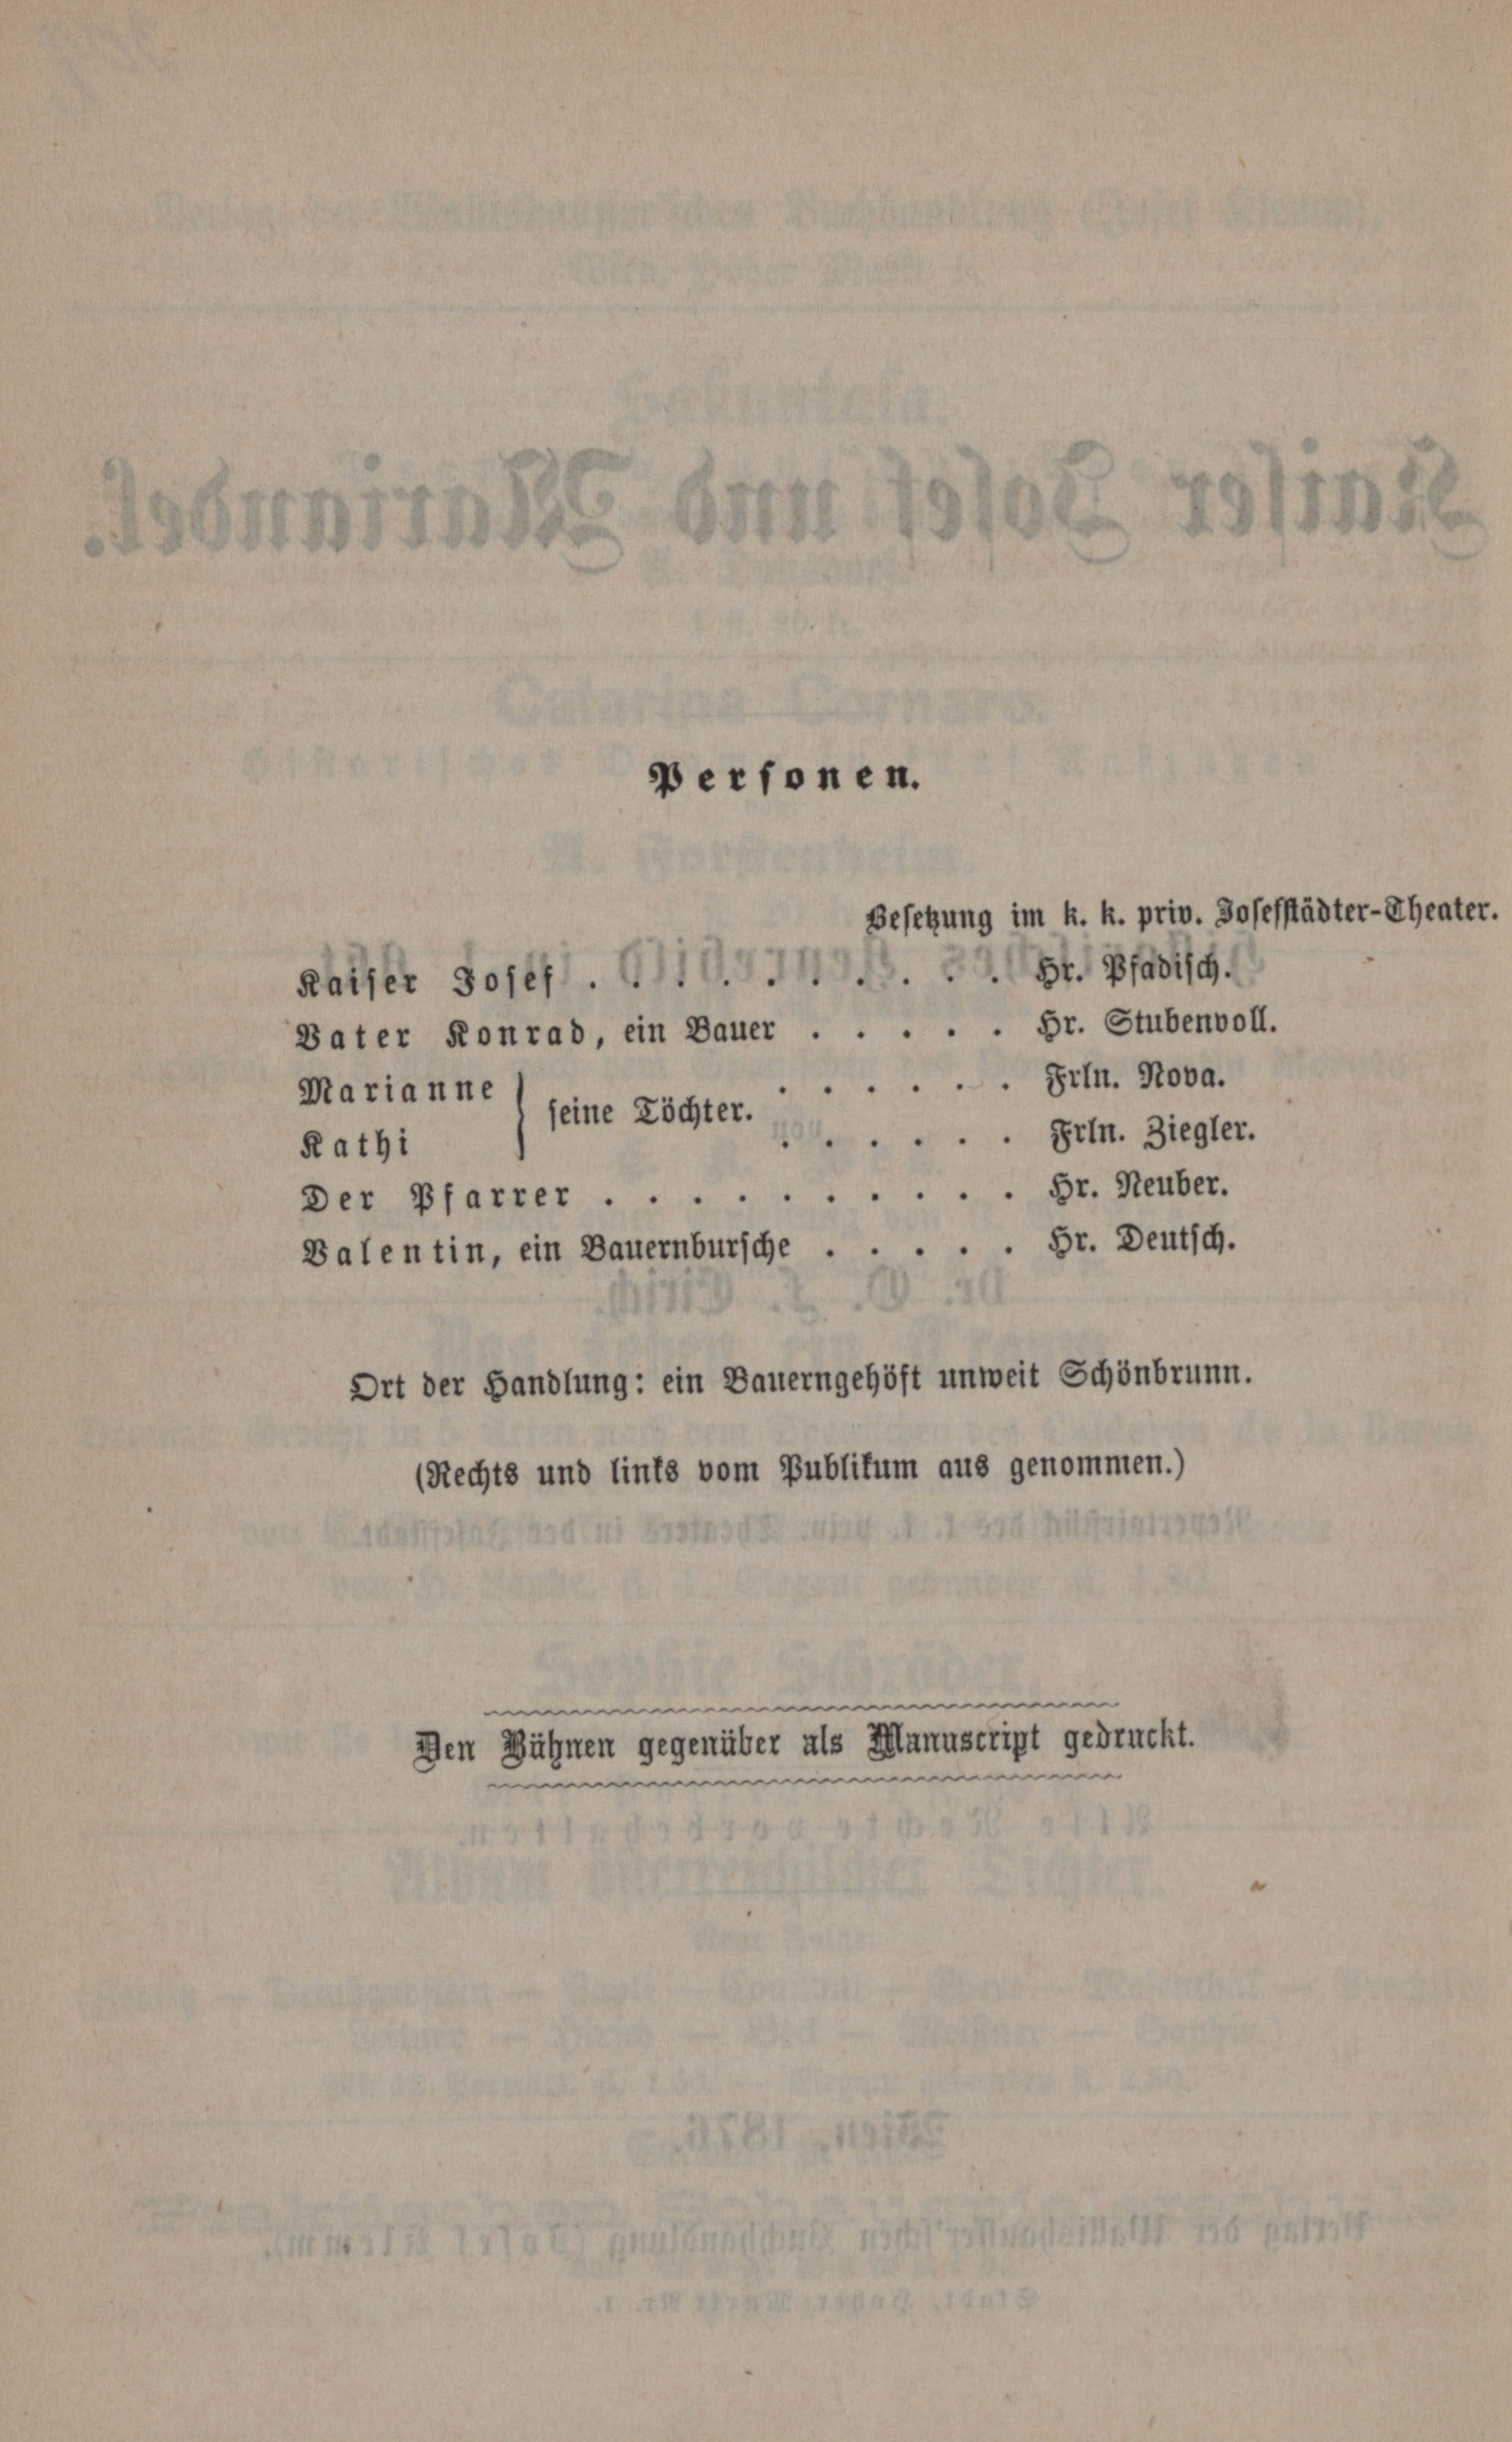 Personen.
Besetzung im k. k. priv. Josefstädter-Theater.
Kaiser Josef . . . . . . . . . . Hr. Pfadisch.
Vater Konrad, ein Bauer . . . . . Hr. Stubenvoll.
Marianne . . . . . . Frln. Nova.
seine Töchter.
Kathi . . . . . . Frln. Ziegler.
Der Pfarrer . . . . . . . . . . Hr. Neuber.
Valentin, ein Bauernbursche . . . . . Hr. Deutsch.
Ort der Handlung: ein Bauerngehöft unweit Schönbrunn.
(Rechts und links vom Publikum aus genommen.)
Den Bühnen gegenüber als Manuscript gedruckt.